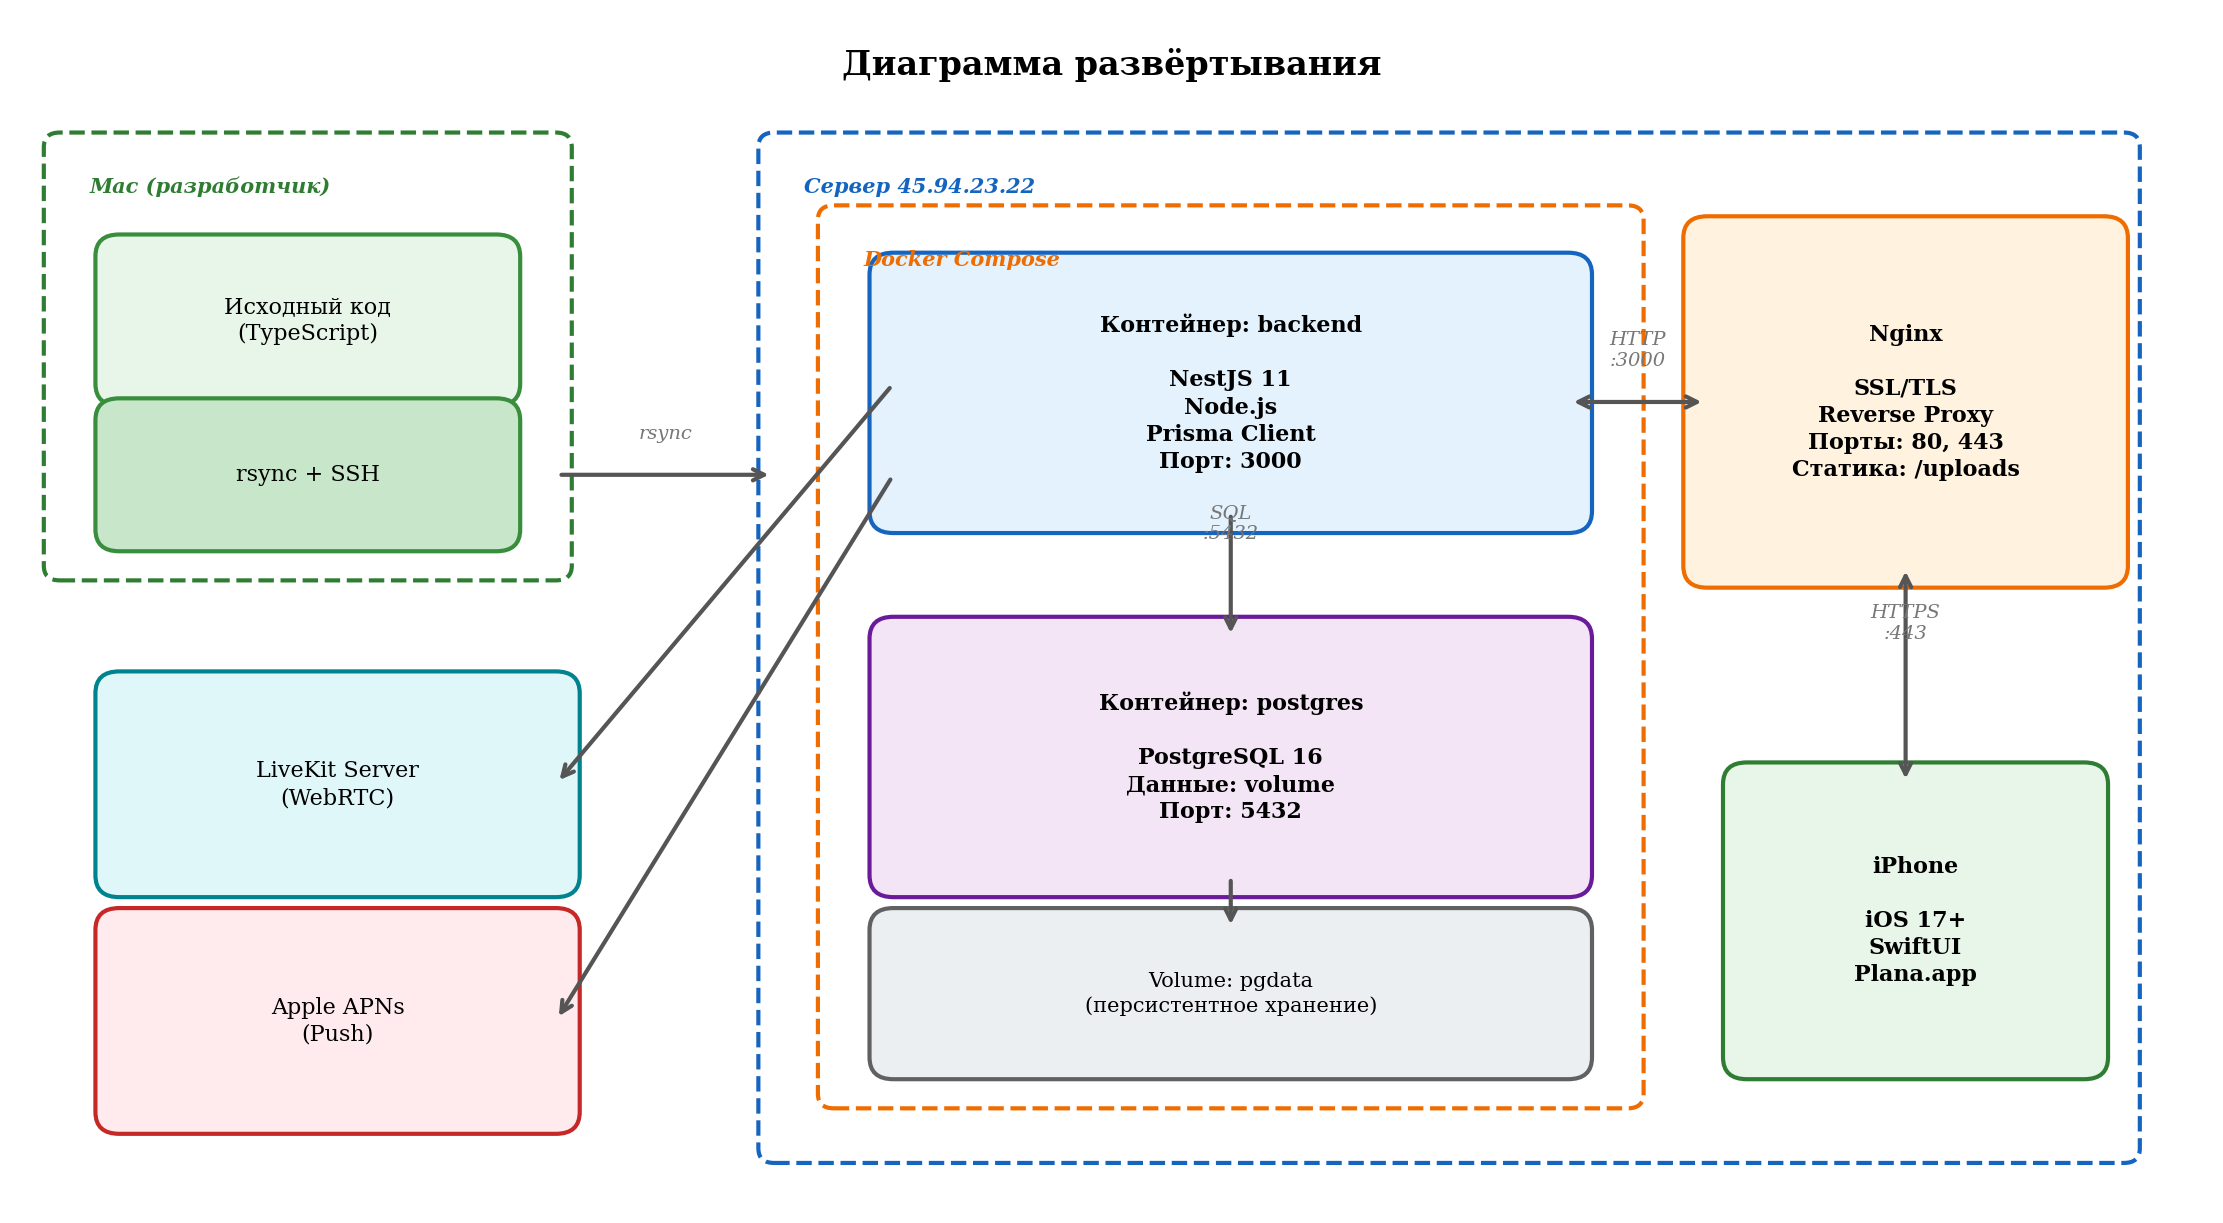 Диаграмма развёртывания
Mac (разработчик)
Исходный код
(TypeScript)
rsync + SSH
rsync
LiveKit Server
(WebRTC)
Apple APNs
(Push)
Сервер 45.94.23.22
Docker Compose
Контейнер: backend
NestJS 11
Node.js
Prisma Client
Порт: 3000
SQL
:5432
Контейнер: postgres
PostgreSQL 16
Данные: volume
Порт: 5432
Volume: pgdata
(персистентное хранение)
HTTP
:3000
Nginx
SSL/TLS
Reverse Proxy
Порты: 80, 443
Статика: /uploads
HTTPS
:443
iPhone
iOS 17+
SwiftUI
Plana.app